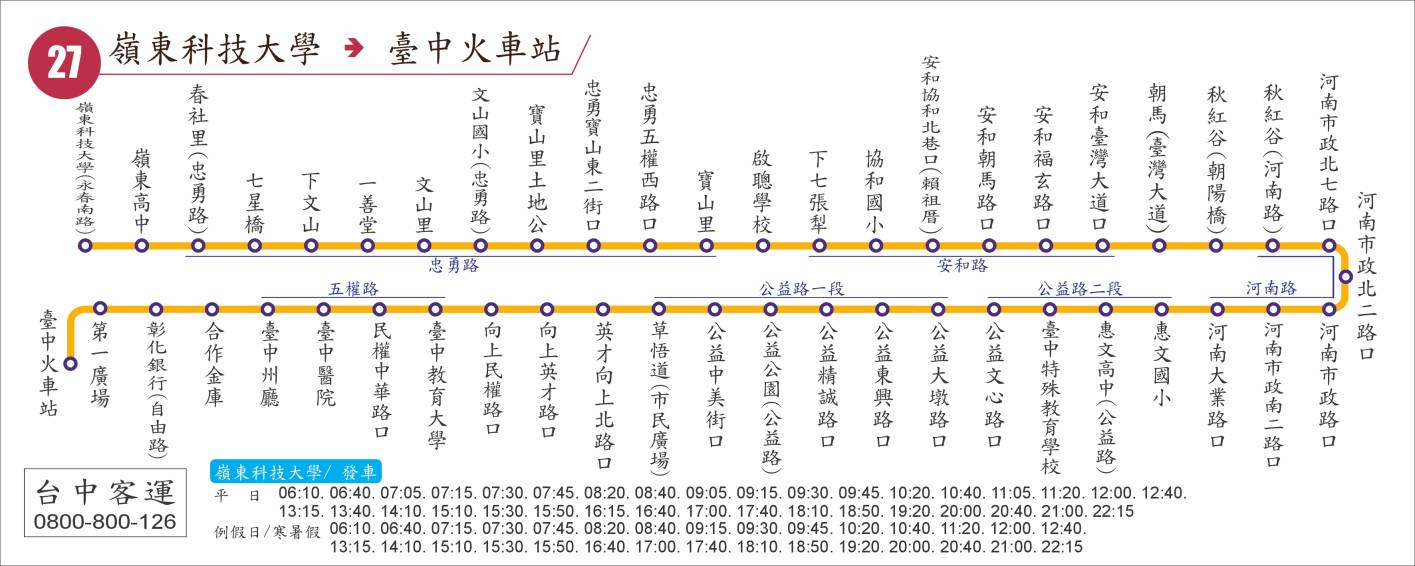 27
嶺東科技大學 → 臺中火車站
嶺東科技大學(永春南路)
嶺東高中
春社里(忠勇路)
七星橋
下文山
一善堂
文山里
文山國小(忠勇路)
寶山里土地公
忠勇寶山東二街口
忠勇五權西路口
寶山里
啟聰學校
下七張犁
協和國小
安和協和北巷口(賴祖厝)
安和朝馬路口
安和福玄路口
安和臺灣大道口
朝馬(臺灣大道)
秋紅谷(朝陽橋)
秋紅谷(河南路)
河南市政北七路口
河南市政北二路口
忠勇路
安和路
五權路
公益路一段
公益路二段
河南路
臺中火車站
第一廣場
彰化銀行(自由路)
合作金庫
臺中州廳
臺中醫院
民權中華路口
臺中教育大學
向上民權路口
向上英才路口
英才向上北路口
草悟道(市民廣場)
公益中美街口
公益公園(公益路)
公益精誠路口
公益東興路口
公益大墩路口
公益文心路口
臺中特殊教育學校
惠文高中(公益路)
惠文國小
河南大業路口
河南市政南二路口
河南市政路口
台中客運
0800-800-126
嶺東科技大學/ 發車
平 日 06:10. 06:40. 07:05. 07:15. 07:30. 07:45. 08:20. 08:40. 09:05. 09:15. 09:30. 09:45. 10:20. 10:40. 11:05. 11:20. 12:00. 12:40.
13:15. 13:40. 14:10. 15:10. 15:30. 15:50. 16:15. 16:40. 17:00. 17:40. 18:10. 18:50. 19:20. 20:00. 20:40. 21:00. 22:15
例假日/寒暑假 06:10. 06:40. 07:15. 07:30. 07:45. 08:20. 08:40. 09:15. 09:30. 09:45. 10:20. 10:40. 11:20. 12:00. 12:40.
13:15. 14:10. 15:10. 15:30. 15:50. 16:40. 17:00. 17:40. 18:10. 18:50. 19:20. 20:00. 20:40. 21:00. 22:15